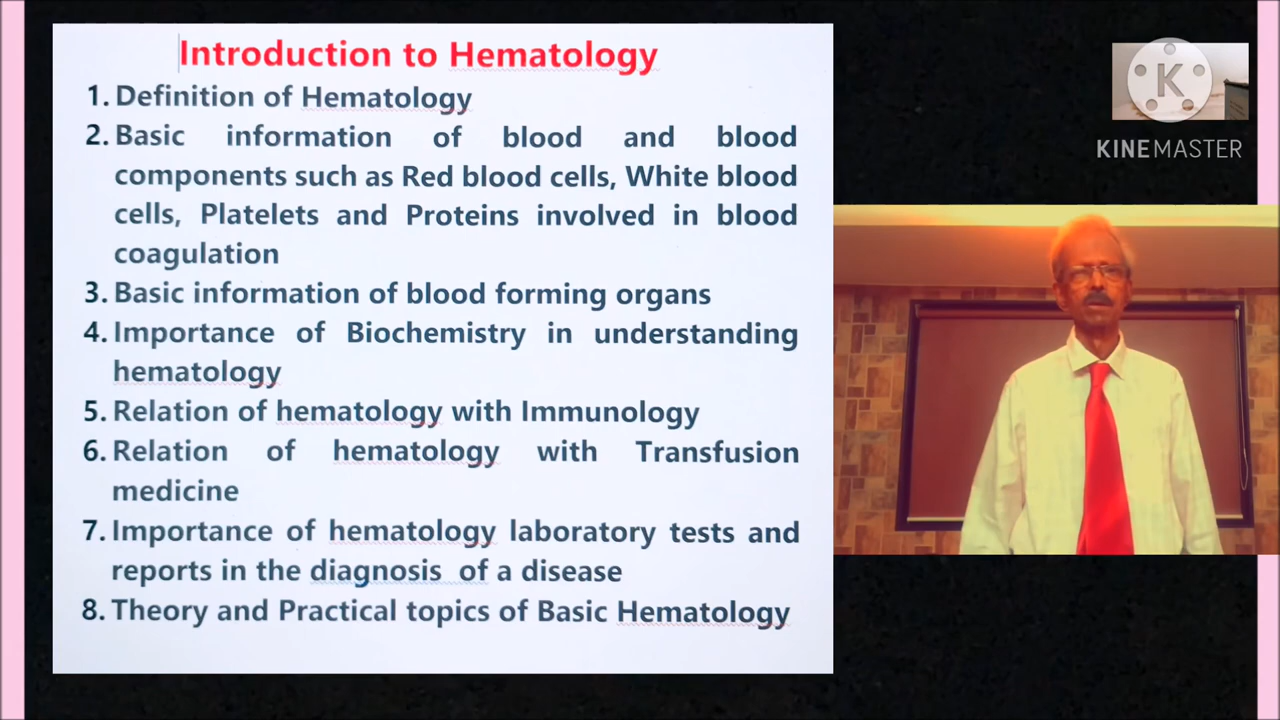 Introduction to Hematology
1. Definition of Hematology
2. Basic information of blood and blood
components such as Red blood cells, White blood
cells, Platelets and Proteins involved in blood
coagulation
3. Basic information of blood forming organs
4. Importance of Biochemistry in understanding
hematology
5. Relation of hematology with Immunology
6. Relation of hematology with Transfusion
medicine
7. Importance of hematology laboratory tests and
reports in the diagnosis of a disease
8. Theory and Practical topics of Basic Hematology
K
KINEMASTER